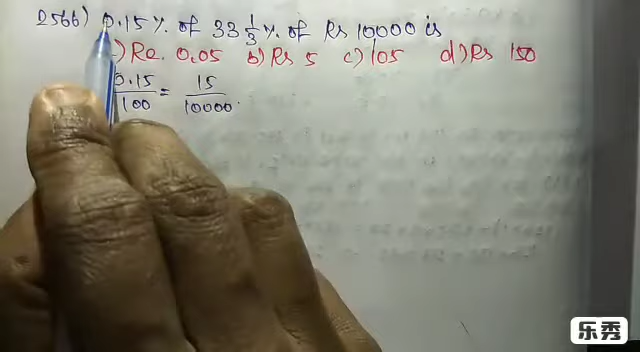 2566) 0.15% of 33 1/3 % of Rs 10000 is
) Re. 0.05 b) Rs 5 c) 105 d) Rs 150
0.15/100 = 15/10000.
乐秀